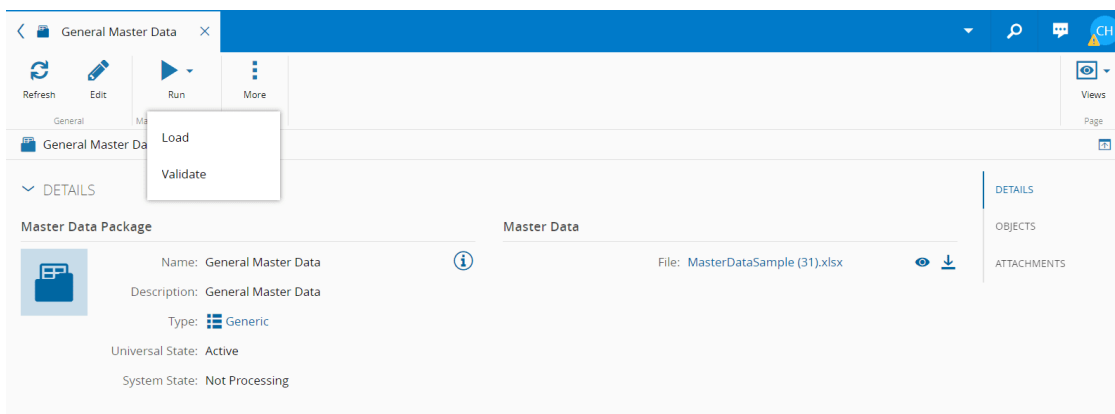 General Master Data
CH
Refresh Edit Run More Views
General Ma Page
General Master Da
Load
Validate
DETAILS
Master Data Package
Name: General Master Data
Description: General Master Data
Type: Generic
Universal State: Active
System State: Not Processing
Master Data
File: MasterDataSample (31).xlsx
DETAILS
OBJECTS
ATTACHMENTS